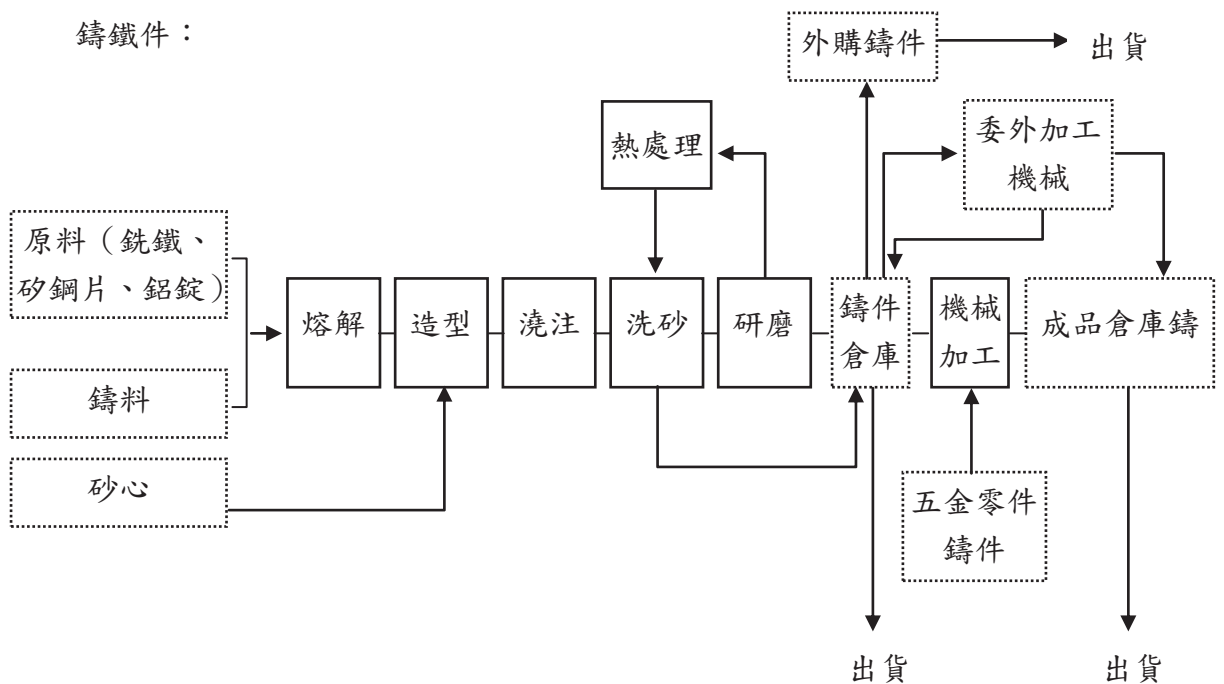 鑄鐵件：
外購鑄件
出貨
熱處理
委外加工
機械
原料（銑鐵、
矽鋼片、鋁錠）
熔解
造型
澆注
洗砂
研磨
鑄件
倉庫
機械
加工
成品倉庫鑄
鑄料
砂心
五金零件
鑄件
出貨
出貨